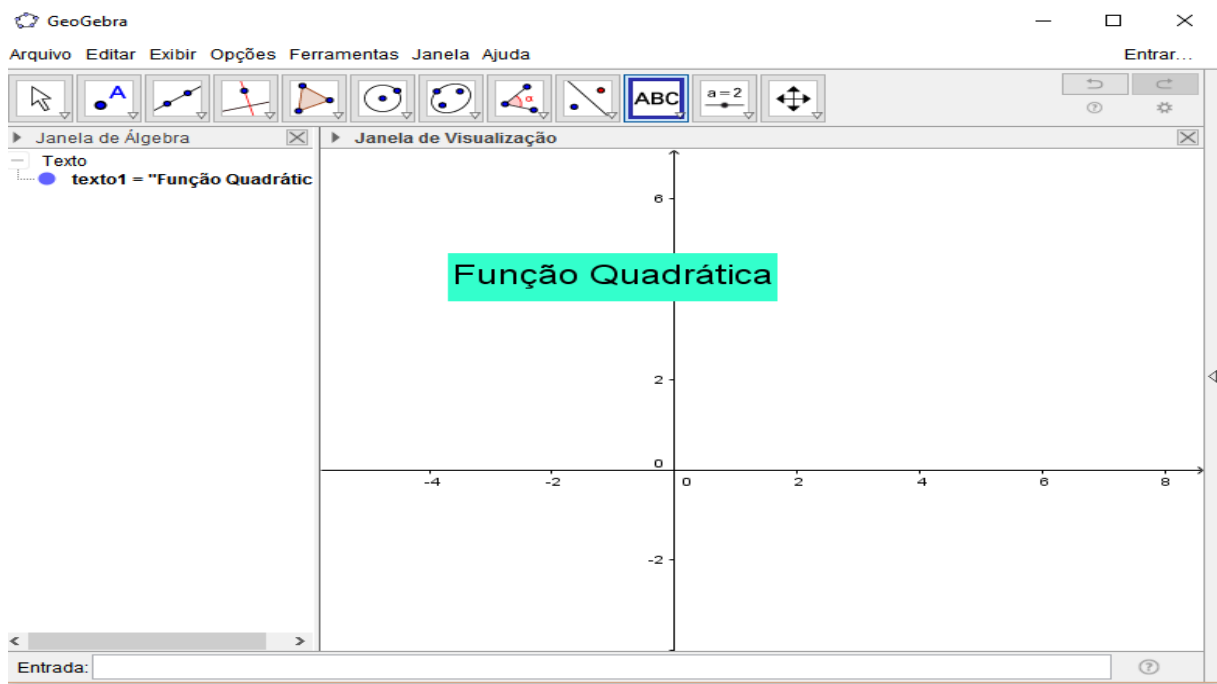 GeoGebra
Arquivo Editar Exibir Opções Ferramentas Janela Ajuda Entrar...
A α ABC a=2
Janela de Álgebra
Janela de Visualização
Texto
texto1 = "Função Quadrátic
6
Função Quadrática
2
0
-4 -2 0 2 4 6 8
-2
Entrada: